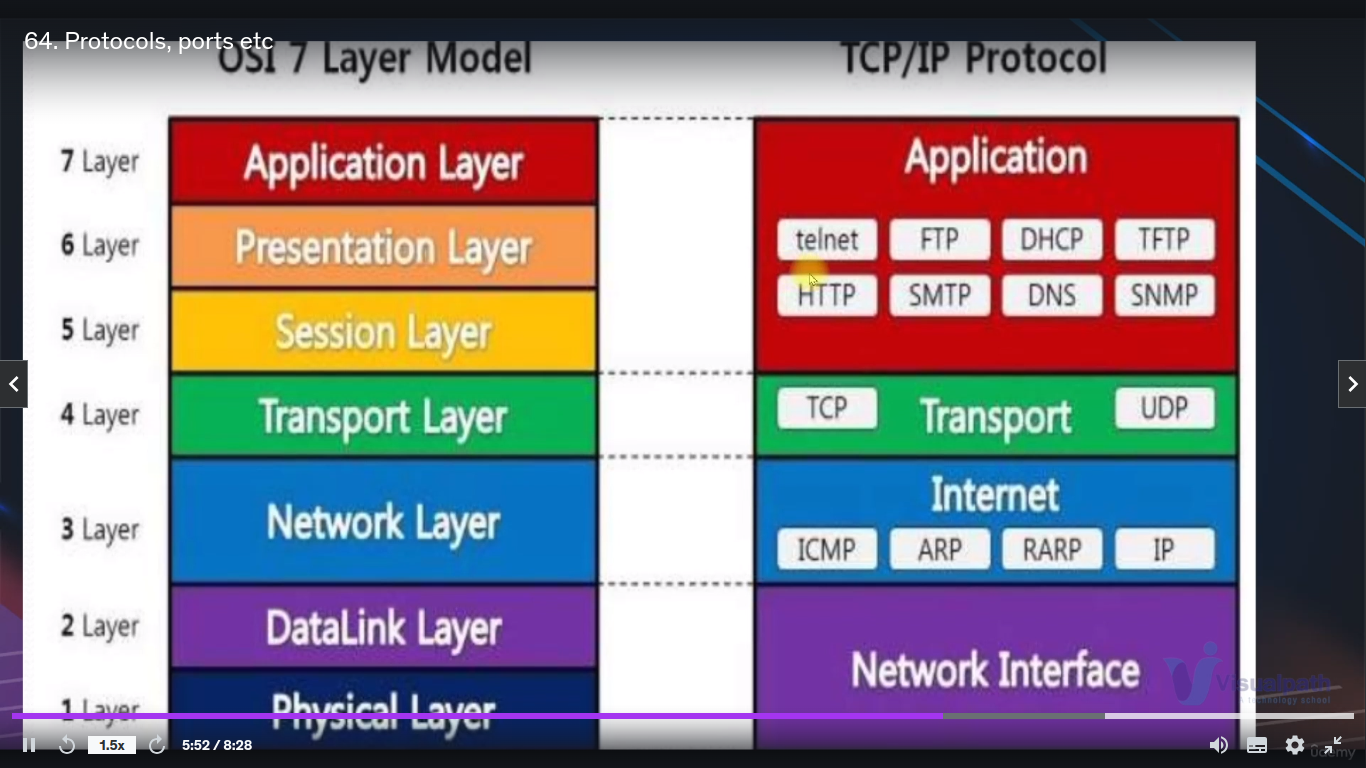 64. Protocols, ports etc
OSI 7 Layer Model
TCP/IP Protocol
7 Layer
Application Layer
6 Layer
Presentation Layer
5 Layer
Session Layer
4 Layer
Transport Layer
3 Layer
Network Layer
2 Layer
DataLink Layer
1 Layer
Physical Layer
Application
telnet FTP DHCP TFTP
HTTP SMTP DNS SNMP
TCP Transport UDP
Internet
ICMP ARP RARP IP
Network Interface
Visualpath
A technology school
1.5x
5:52 / 8:28
ûdemy